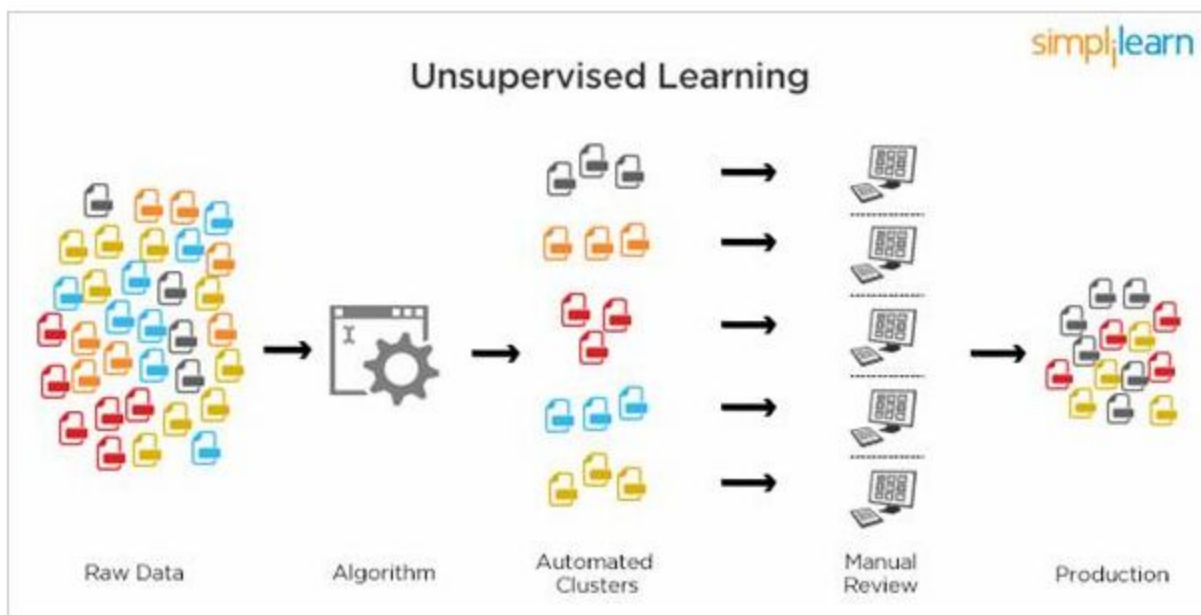 simplilearn
Unsupervised Learning
Raw Data
Algorithm
Automated
Clusters
Manual
Review
Production